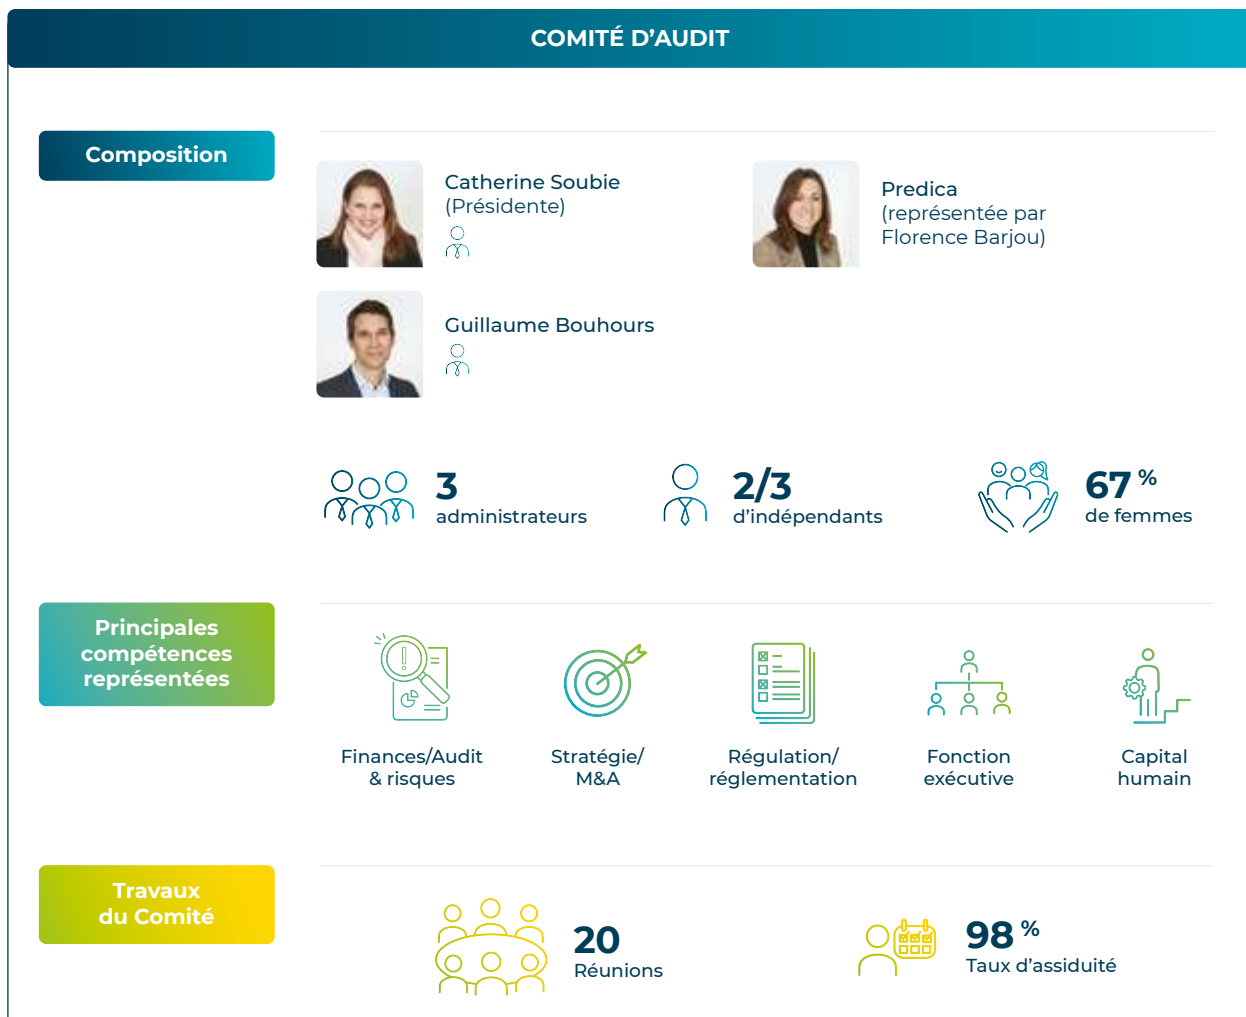 COMITÉ D’AUDIT
Composition
Catherine Soubie
(Présidente)
Predica
(représentée par
Florence Barjou)
Guillaume Bouhours
3
administrateurs
2/3
d’indépendants
67 %
de femmes
Principales
compétences
représentées
Finances/Audit
& risques
Stratégie/
M&A
Régulation/
réglementation
Fonction
exécutive
Capital
humain
Travaux
du Comité
20
Réunions
98 %
Taux d’assiduité